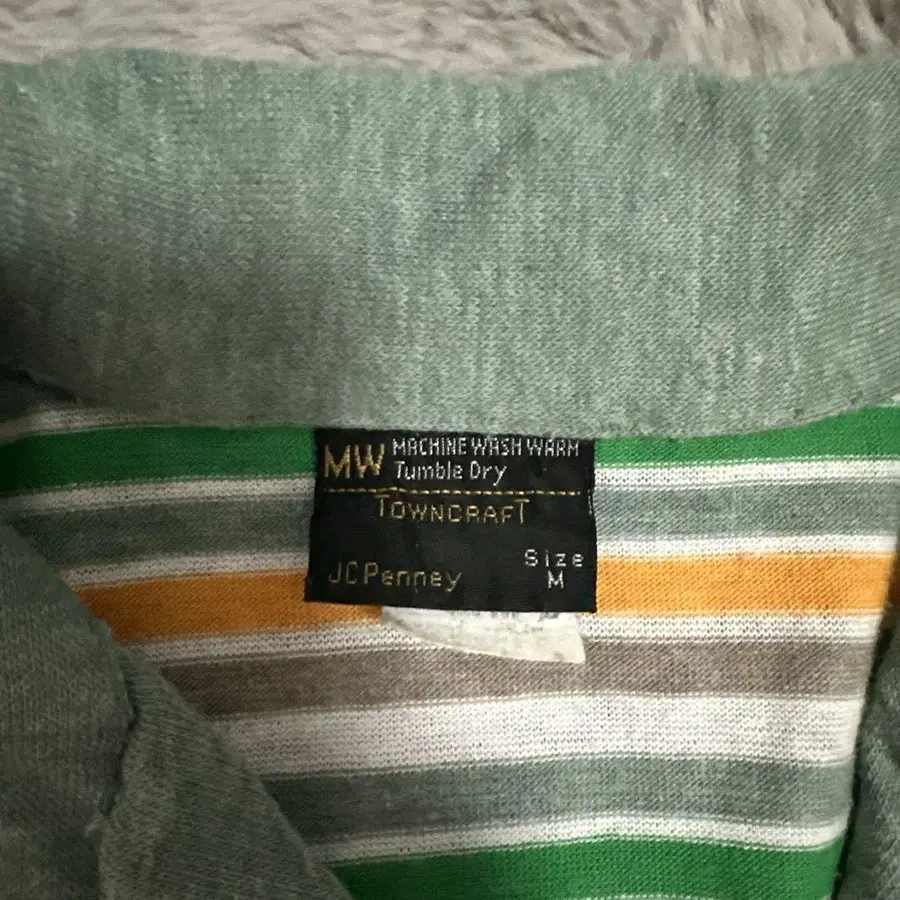 MW MACHINE WASH WARM
Tumble Dry
TOWNCRAFT
JCPenney Size
M